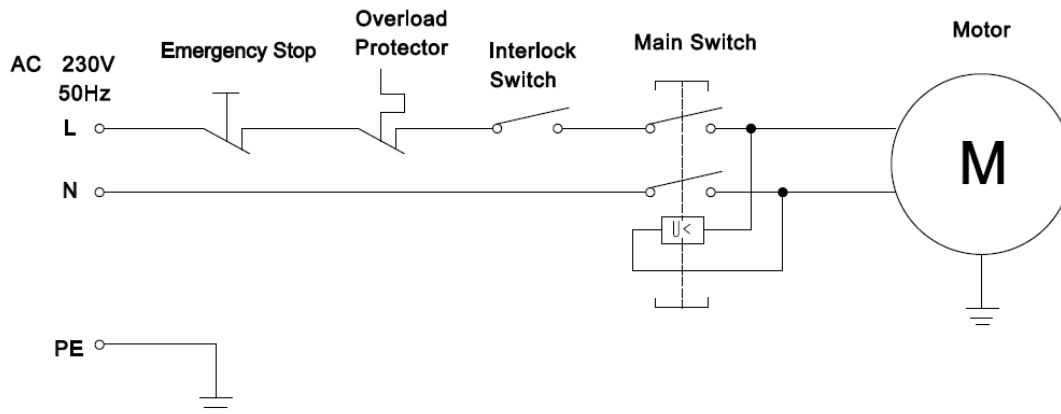 AC 230V
50Hz
L
N
PE
Emergency Stop
Overload
Protector
Interlock
Switch
Main Switch
U<
Motor
M